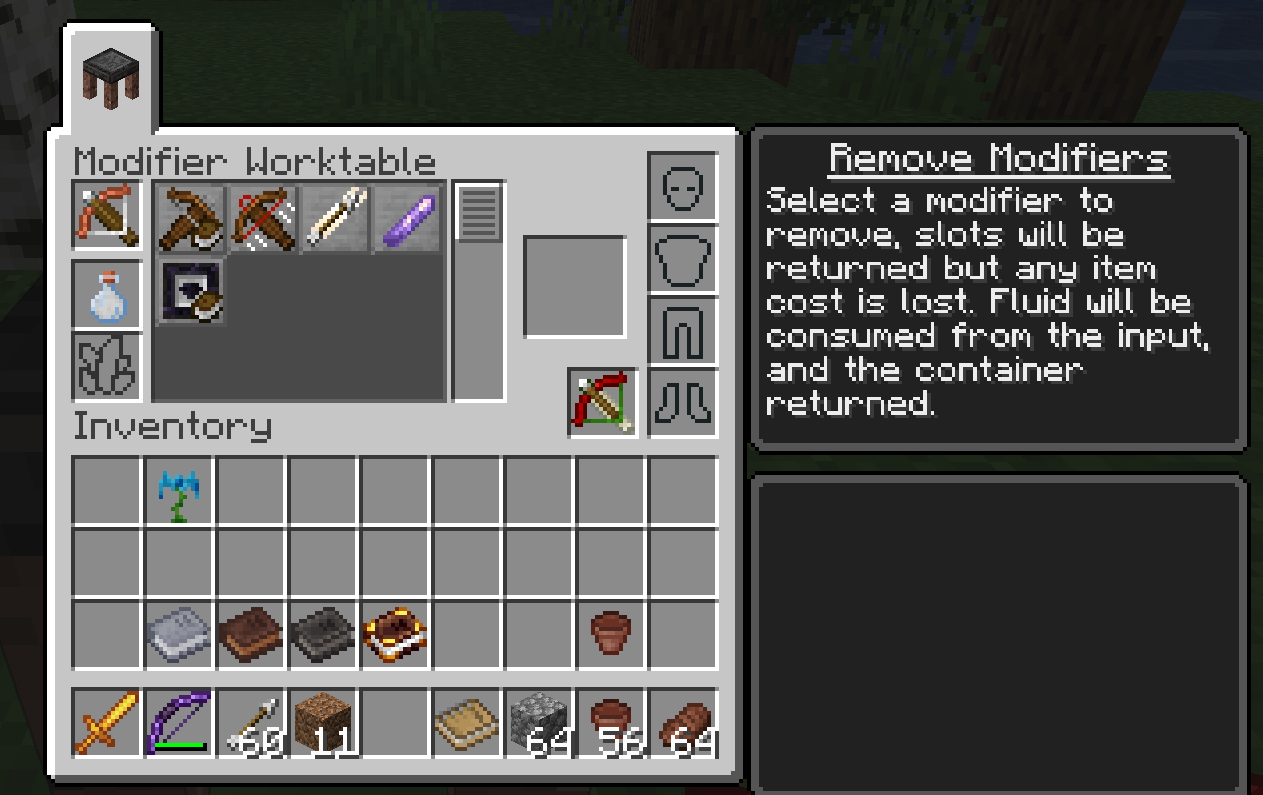 Modifier Worktable
Inventory
60
11
64
56
64
Remove Modifiers
Select a modifier to
remove, slots will be
returned but any item
cost is lost. Fluid will be
consumed from the input,
and the container
returned.